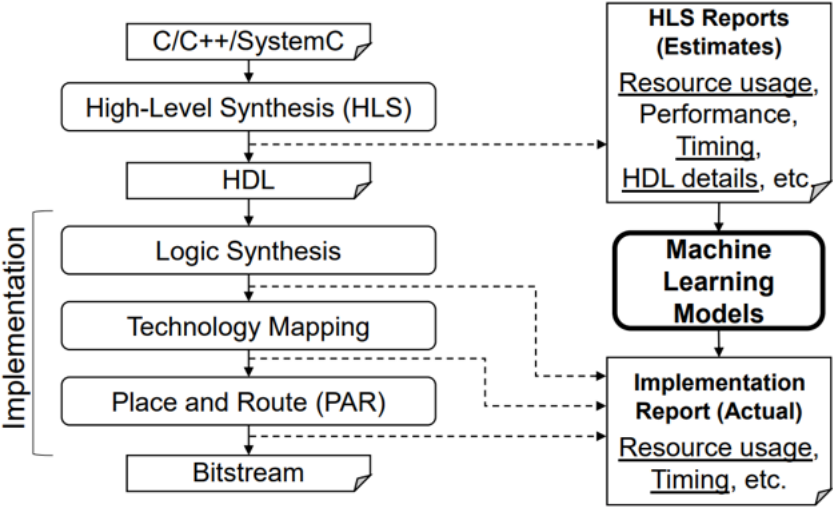 C/C++/SystemC
High-Level Synthesis (HLS)
HDL
Implementation
Logic Synthesis
Technology Mapping
Place and Route (PAR)
Bitstream
HLS Reports
(Estimates)
Resource usage,
Performance,
Timing,
HDL details, etc.
Machine
Learning
Models
Implementation
Report (Actual)
Resource usage,
Timing, etc.